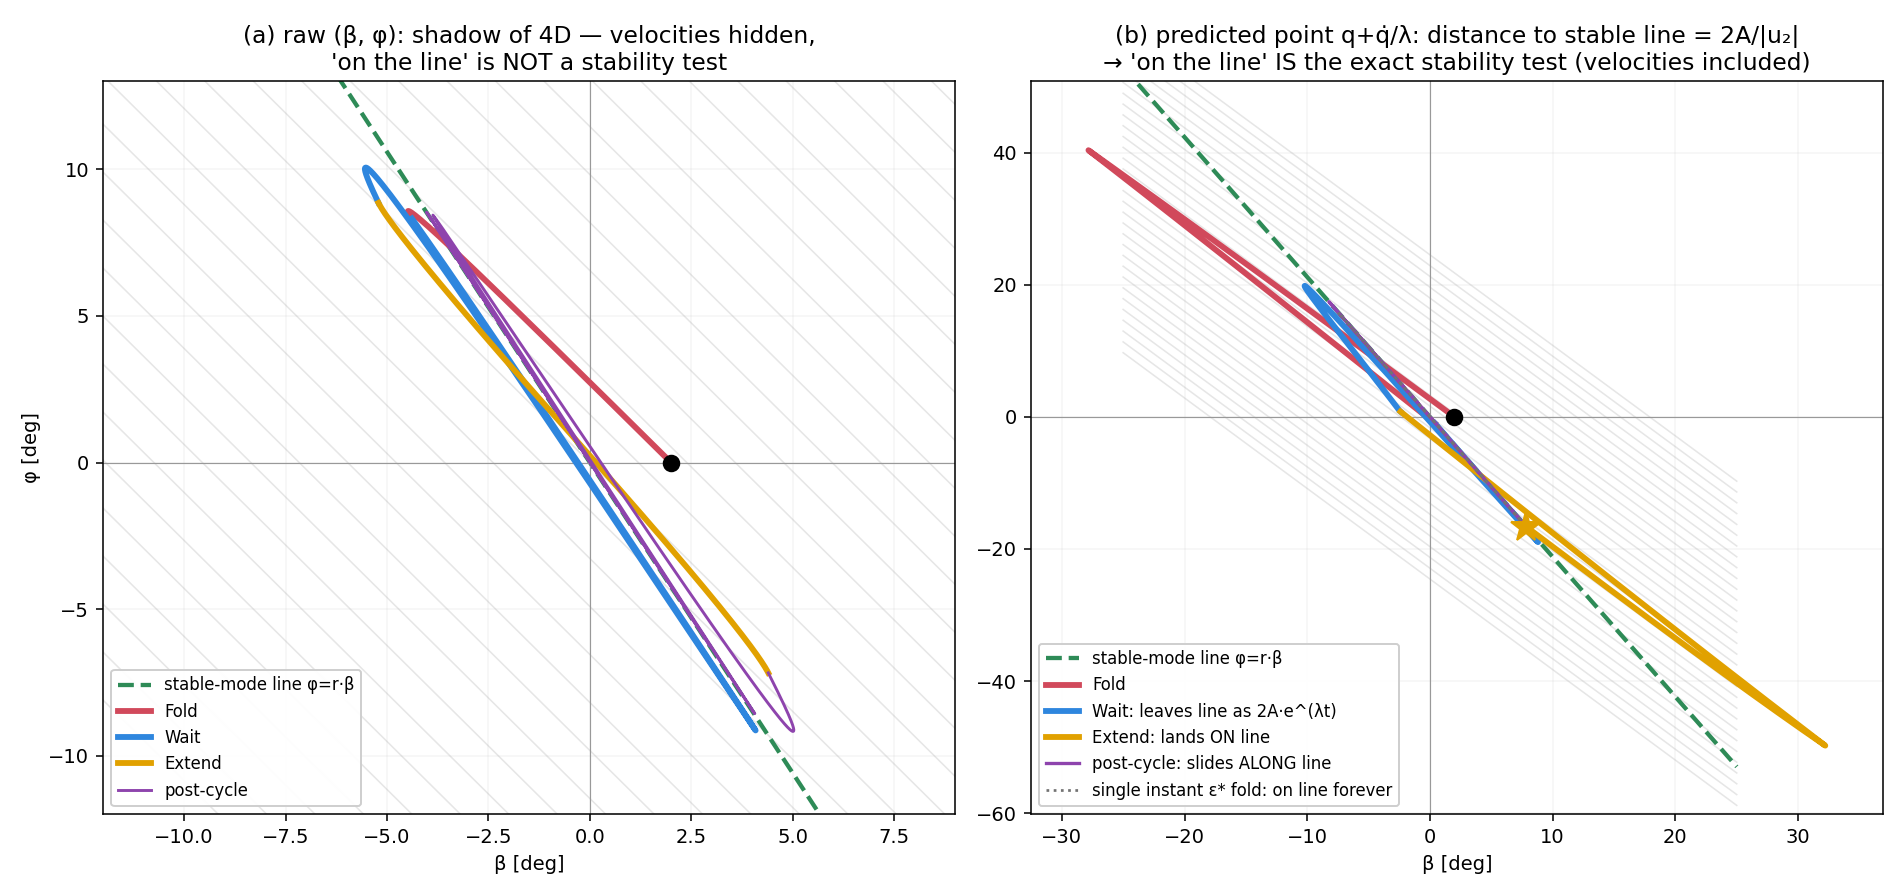 (a) raw (β, φ): shadow of 4D — velocities hidden,
'on the line' is NOT a stability test
10
5
0
−5
−10
φ [deg]
−10.0
−7.5
−5.0
−2.5
0.0
2.5
5.0
7.5
β [deg]
stable-mode line φ=r·β
Fold
Wait
Extend
post-cycle
(b) predicted point q+q̇/λ: distance to stable line = 2A/|u₂|
→ 'on the line' IS the exact stability test (velocities included)
40
20
0
−20
−40
−60
−30
−20
−10
0
10
20
30
β [deg]
stable-mode line φ=r·β
Fold
Wait: leaves line as 2A·e^(λt)
Extend: lands ON line
post-cycle: slides ALONG line
single instant ε* fold: on line forever